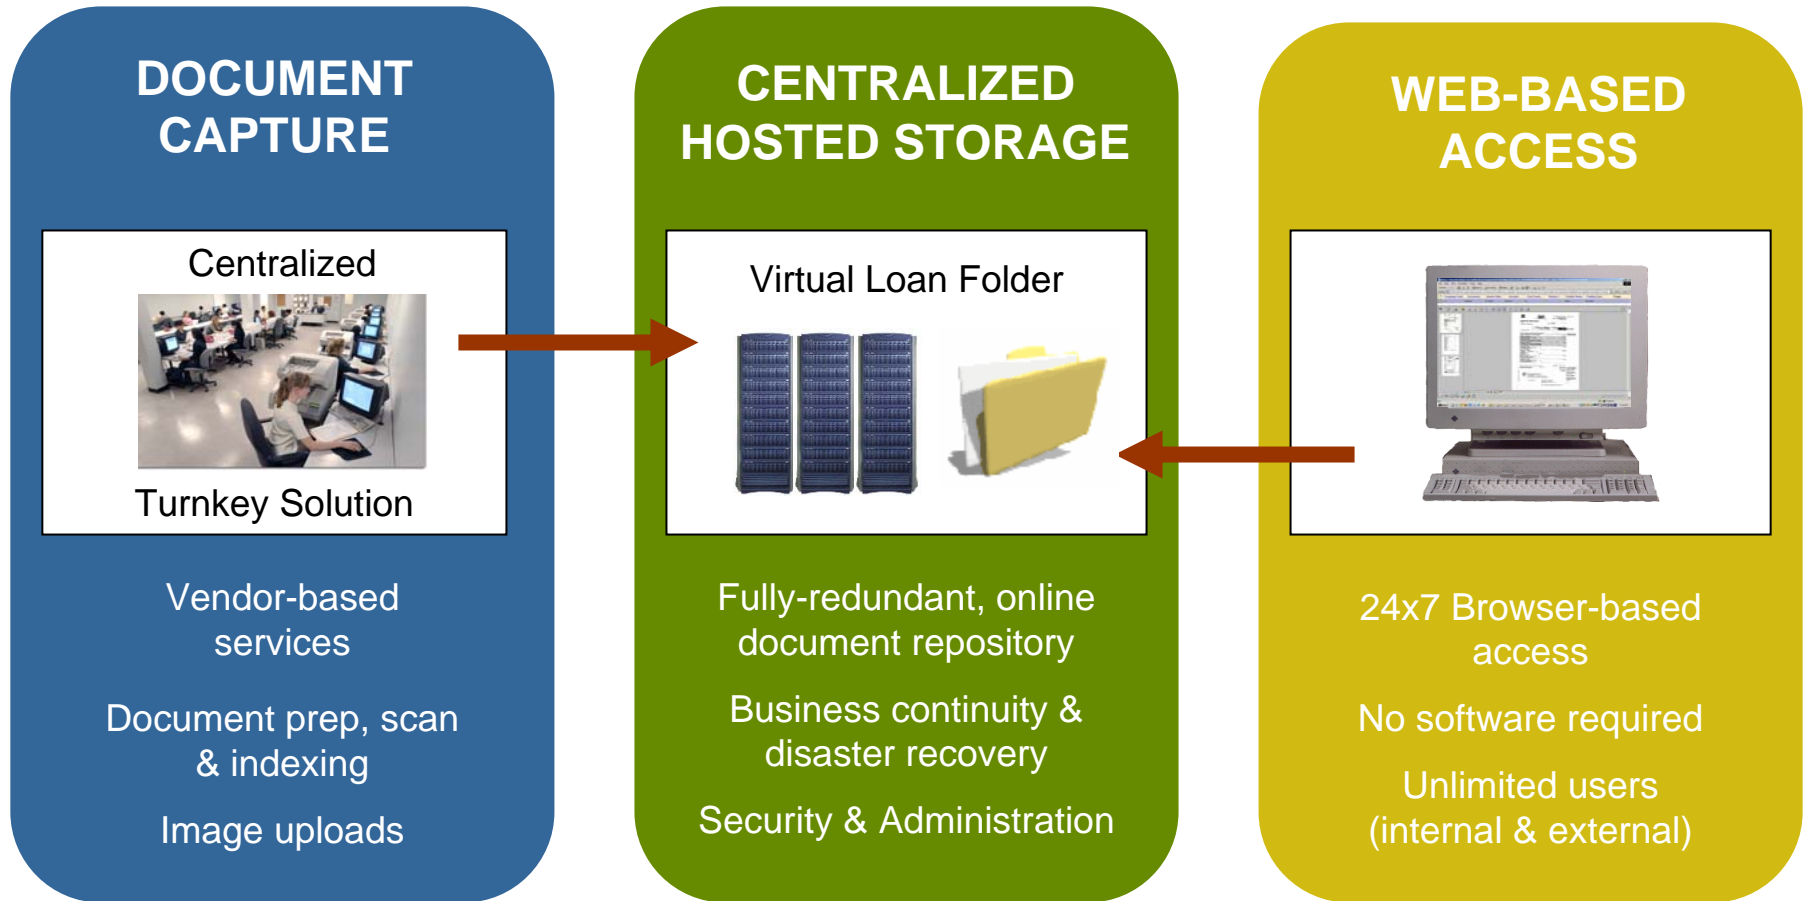 DOCUMENT
CAPTURE
Centralized
Turnkey Solution
Vendor-based
services
Document prep, scan
& indexing
Image uploads
CENTRALIZED
HOSTED STORAGE
Virtual Loan Folder
Fully-redundant, online
document repository
Business continuity &
disaster recovery
Security & Administration
WEB-BASED
ACCESS
24x7 Browser-based
access
No software required
Unlimited users
(internal & external)